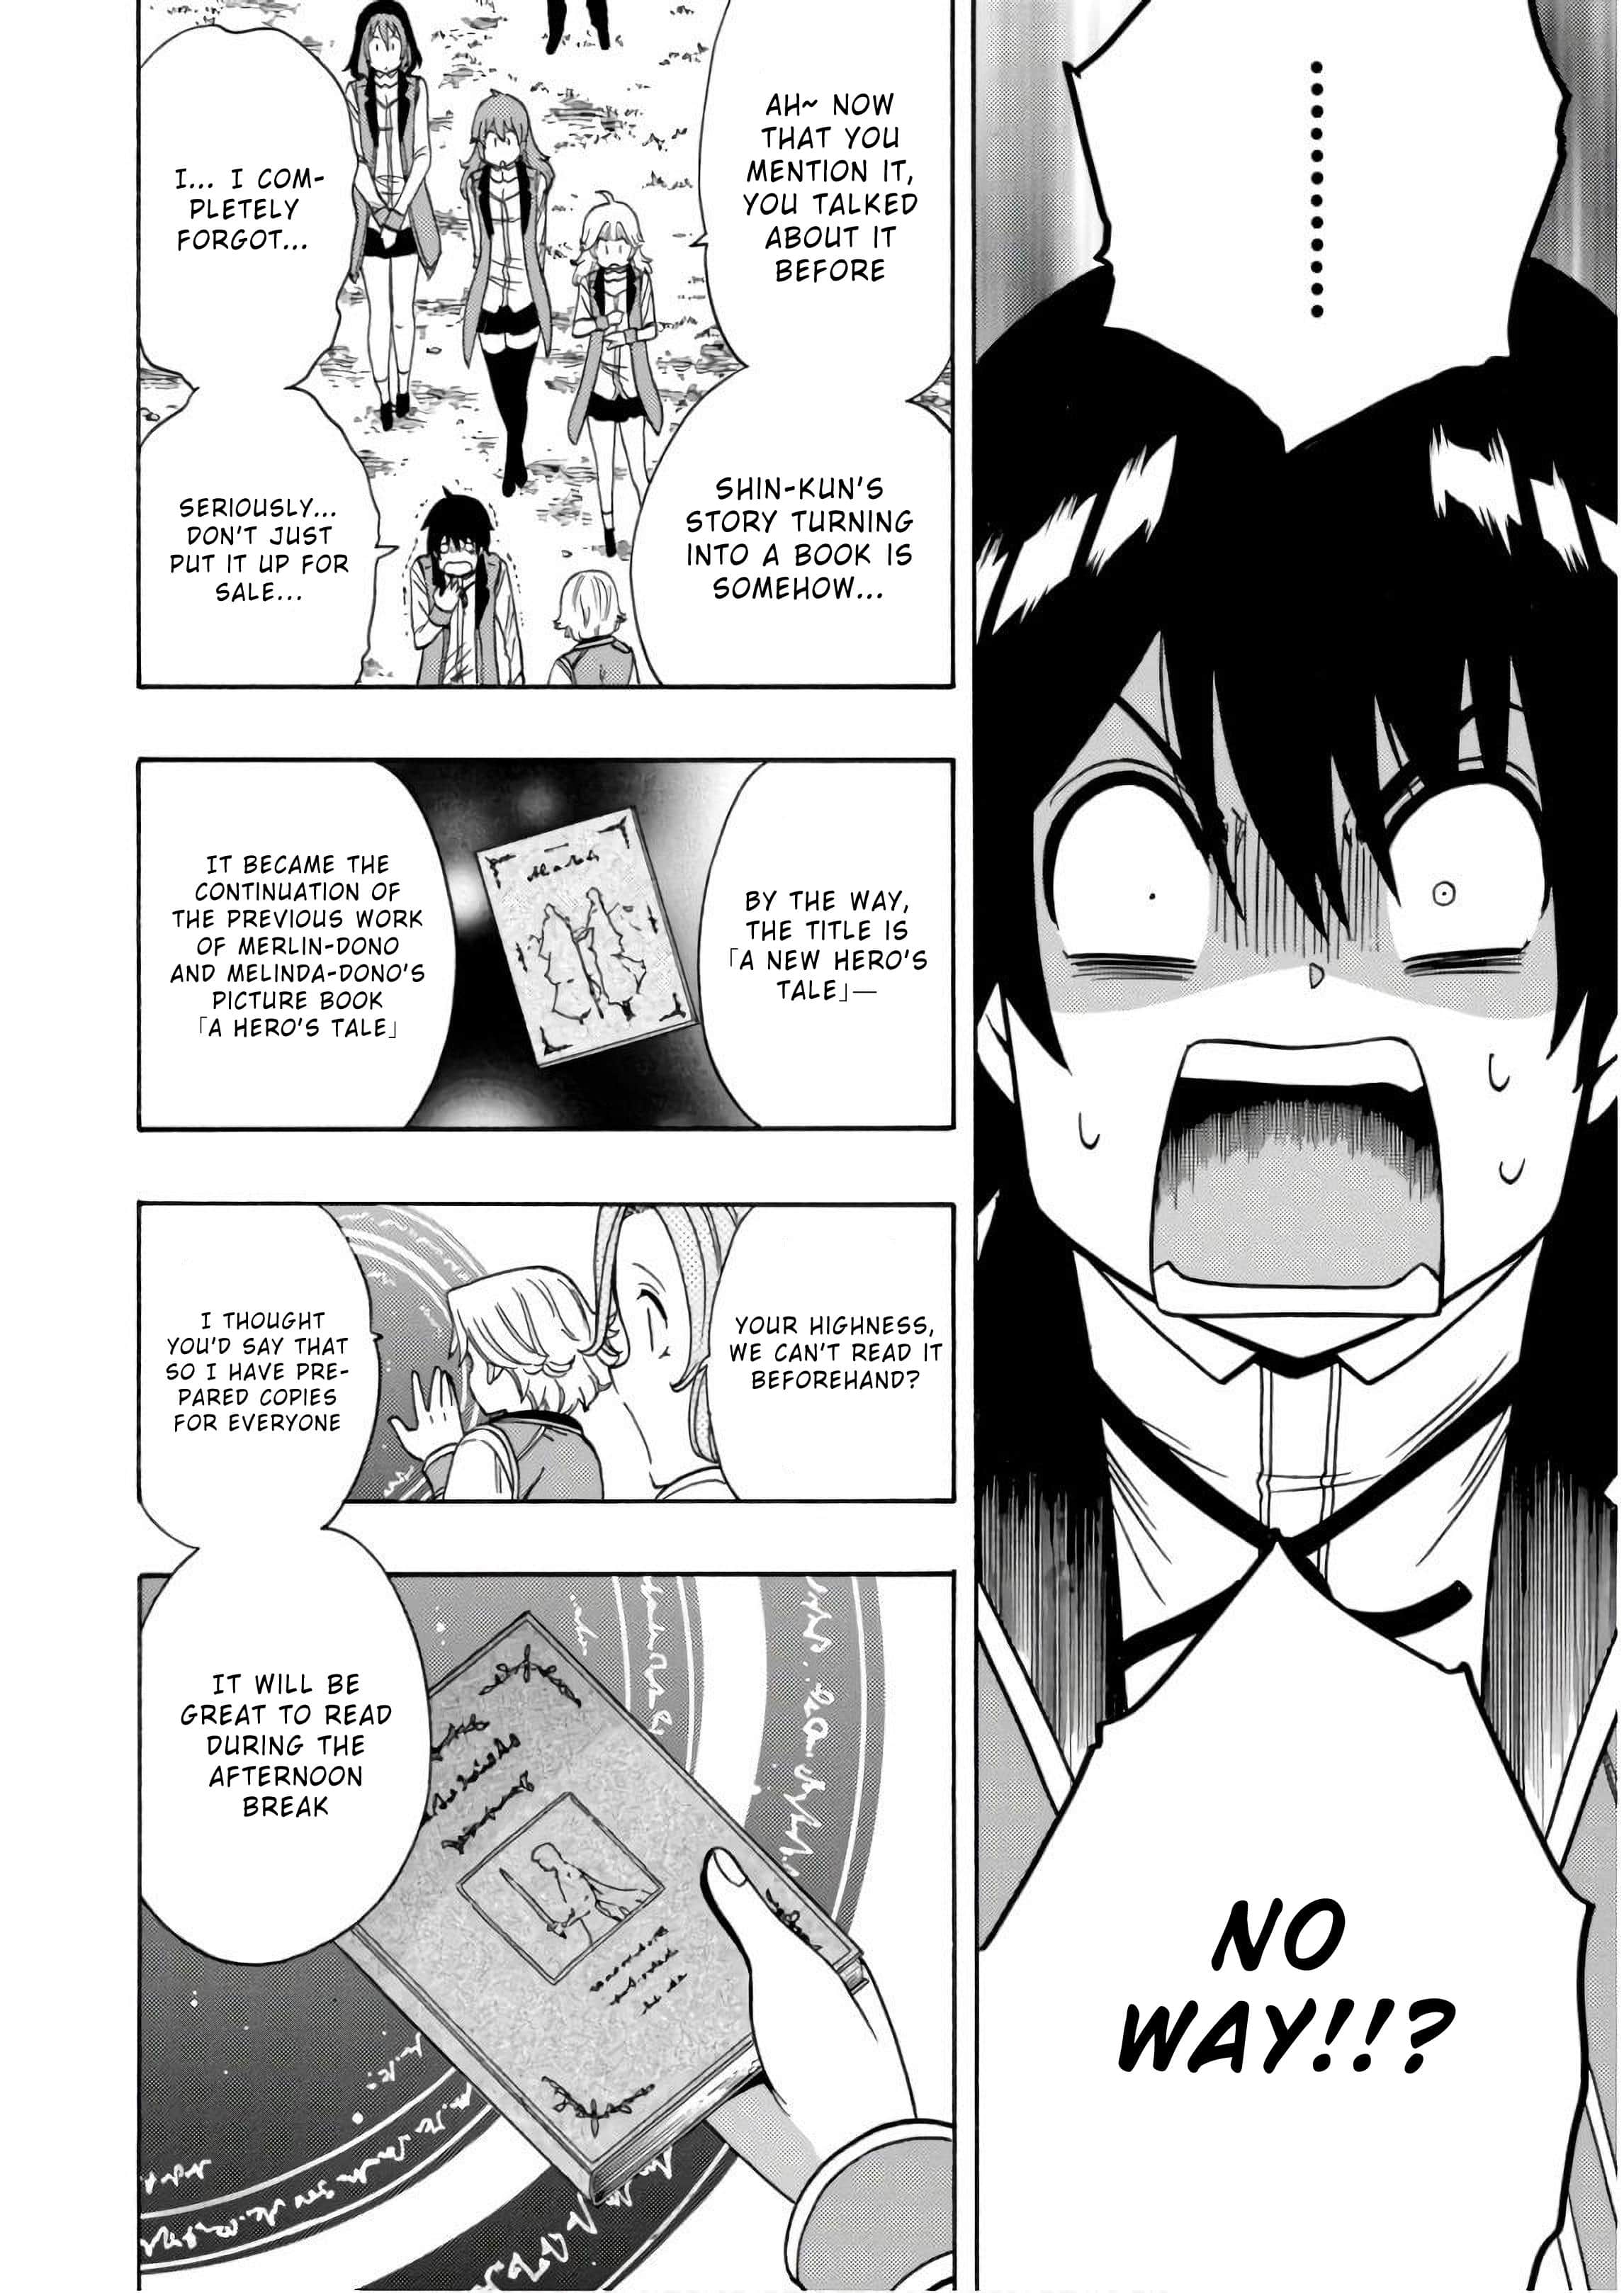 ..........
NO
WAY!!?
AH~ NOW
THAT YOU
MENTION IT,
YOU TALKED
ABOUT IT
BEFORE
SHIN-KUN'S
STORY TURNING
INTO A BOOK IS
SOMEHOW...
I... I COM-
PLETELY
FORGOT...
SERIOUSLY...
DON'T JUST
PUT IT UP FOR
SALE...
BY THE WAY,
THE TITLE IS
「A NEW HERO'S
TALE」—
IT BECAME THE
CONTINUATION OF
THE PREVIOUS WORK
OF MERLIN-DONO
AND MELINDA-DONO'S
PICTURE BOOK
「A HERO'S TALE」
YOUR HIGHNESS,
WE CAN'T READ IT
BEFOREHAND?
I THOUGHT
YOU'D SAY THAT
SO I HAVE PRE-
PARED COPIES
FOR EVERYONE
IT WILL BE
GREAT TO READ
DURING THE
AFTERNOON
BREAK